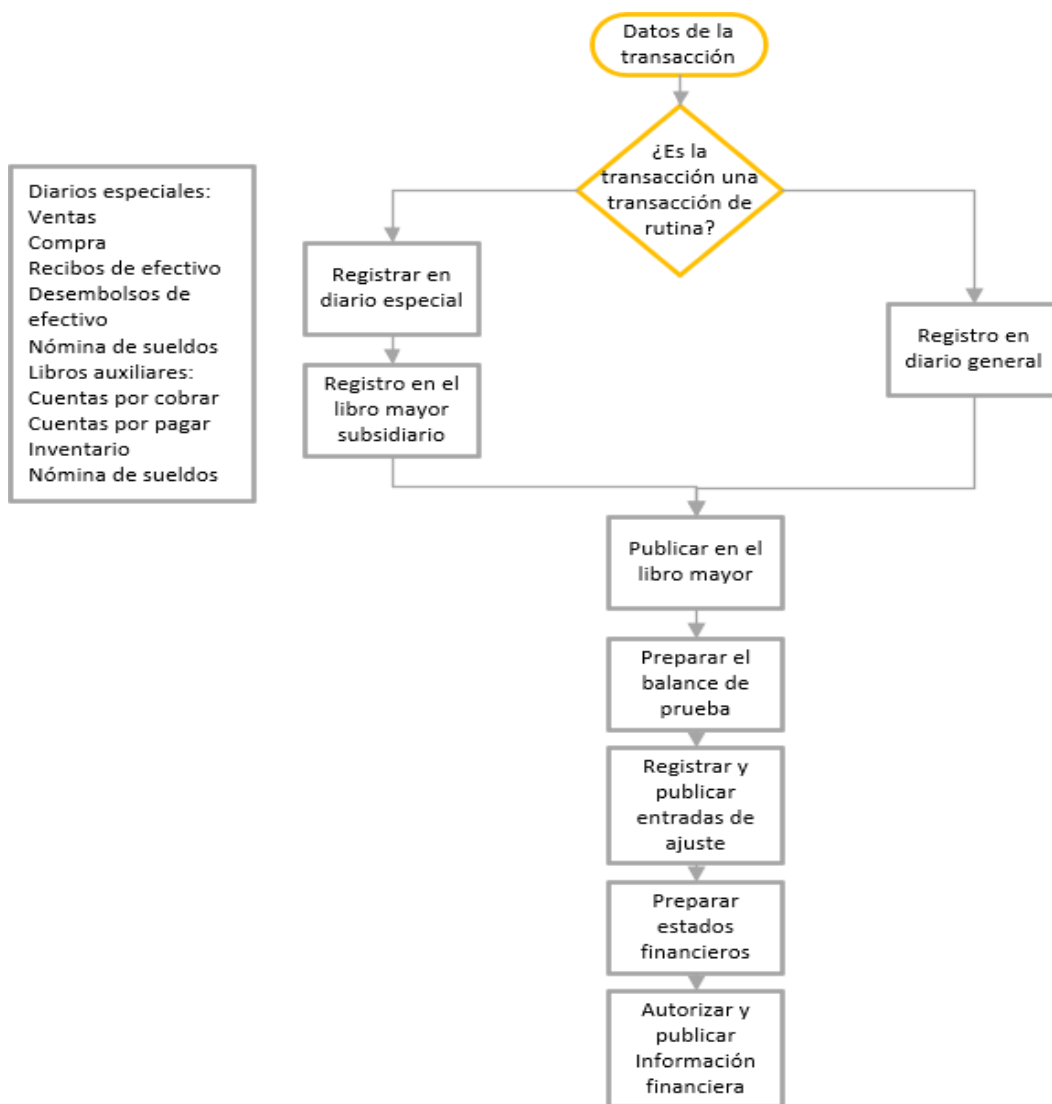 Datos de la
transacción
¿Es la
transacción una
transacción de
rutina?
Diarios especiales:
Ventas
Compra
Recibos de efectivo
Desembolsos de
efectivo
Nómina de sueldos
Libros auxiliares:
Cuentas por cobrar
Cuentas por pagar
Inventario
Nómina de sueldos
Registrar en
diario especial
Registro en el
libro mayor
subsidiario
Registro en
diario general
Publicar en el
libro mayor
Preparar el
balance de
prueba
Registrar y
publicar
entradas de
ajuste
Preparar
estados
financieros
Autorizar y
publicar
Información
financiera